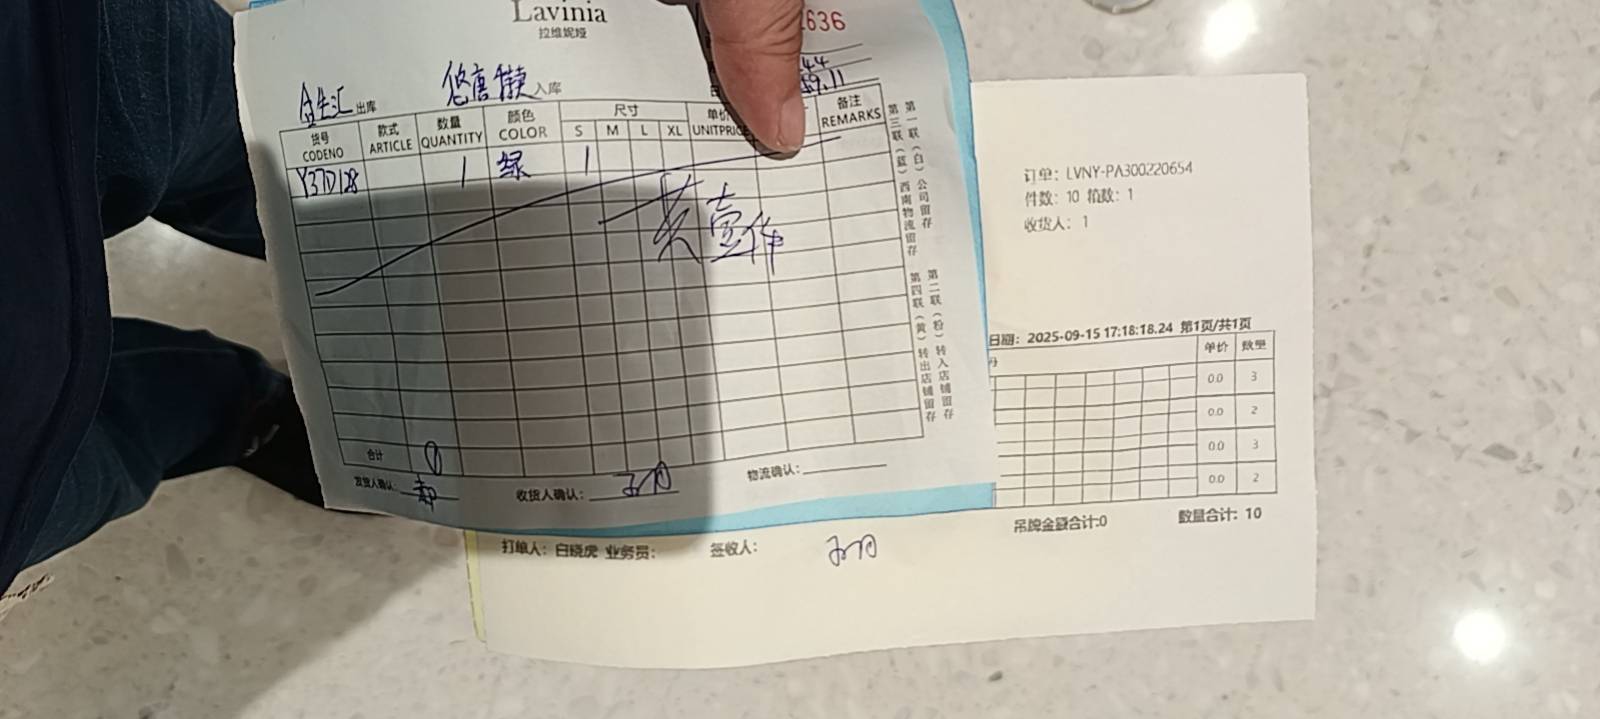 Lavinia
拉维妮娅
636
44
合生汇 出库 悠唐 入库
货号 款式 数量 颜色 尺寸 单价 备注
CODENO ARTICLE QUANTITY COLOR S M L XL UNITPRICE REMARKS
Y37D128 1 绿 1
共壹件
合计
发货人确认：
收货人确认：
物流确认：
第一联（白）公司留存
第三联（蓝）西南物流留存
第二联（粉）转入店铺留存
第四联（黄）转出店铺留存
订单：LVNY-PA300220654
件数：10 箱数：1
收货人：1
日期：2025-09-15 17:18:18.24 第1页/共1页
单价 数量
0.0 3
0.0 2
0.0 3
0.0 2
吊牌金额合计:0 数量合计：10
打单人：白晓虎 业务员： 签收人：